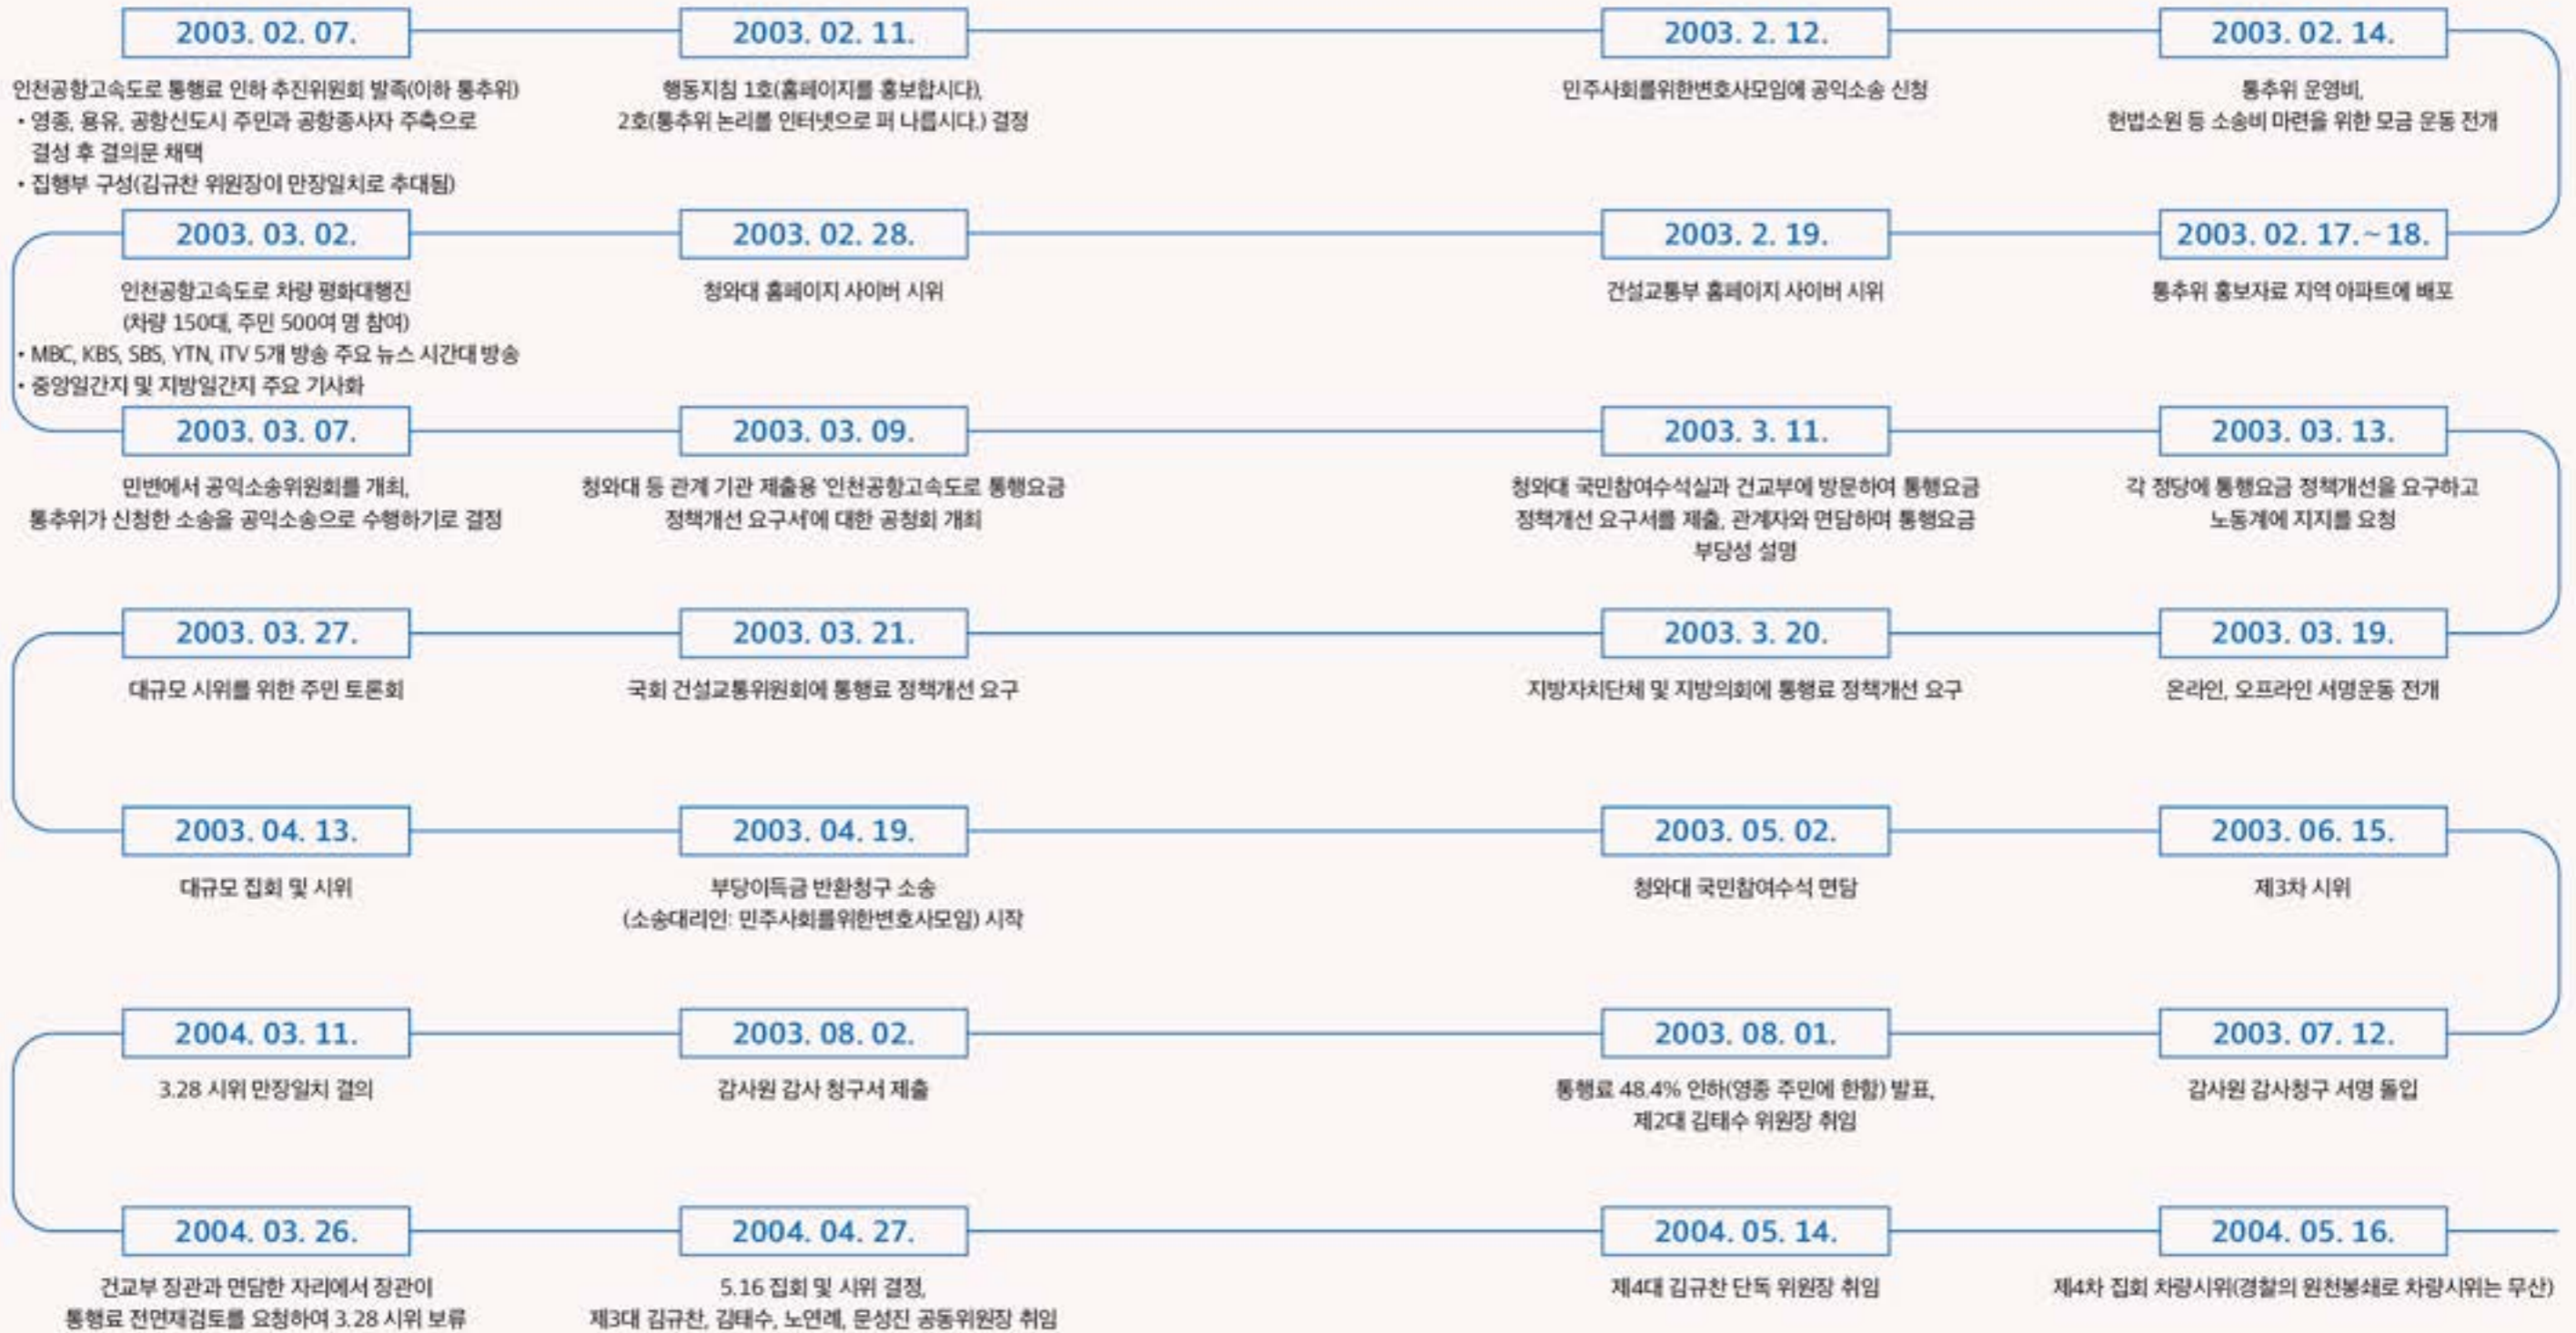 2003. 02. 07.
인천공항고속도로 통행료 인하 추진위원회 발족(이하 통추위)
• 영종, 용유, 공항신도시 주민과 공항종사자 주축으로
결성 후 결의문 채택
• 집행부 구성(김규찬 위원장이 만장일치로 추대됨)
2003. 02. 11.
행동지침 1호(홈페이지를 홍보합시다),
2호(통추위 논리를 인터넷으로 퍼 나릅시다.) 결정
2003. 2. 12.
민주사회를위한변호사모임에 공익소송 신청
2003. 02. 14.
통추위 운영비,
헌법소원 등 소송비 마련을 위한 모금 운동 전개
2003. 02. 17.~18.
통추위 홍보자료 지역 아파트에 배포
2003. 2. 19.
건설교통부 홈페이지 사이버 시위
2003. 02. 28.
청와대 홈페이지 사이버 시위
2003. 03. 02.
인천공항고속도로 차량 평화대행진
(차량 150대, 주민 500여 명 참여)
• MBC, KBS, SBS, YTN, iTV 5개 방송 주요 뉴스 시간대 방송
• 중앙일간지 및 지방일간지 주요 기사화
2003. 03. 07.
민변에서 공익소송위원회를 개최,
통추위가 신청한 소송을 공익소송으로 수행하기로 결정
2003. 03. 09.
청와대 등 관계 기관 제출용 '인천공항고속도로 통행요금
정책개선 요구서'에 대한 공청회 개최
2003. 3. 11.
청와대 국민참여수석실과 건교부에 방문하여 통행요금
정책개선 요구서를 제출, 관계자와 면담하며 통행요금
부당성 설명
2003. 03. 13.
각 정당에 통행요금 정책개선을 요구하고
노동계에 지지를 요청
2003. 03. 19.
온라인, 오프라인 서명운동 전개
2003. 3. 20.
지방자치단체 및 지방의회에 통행료 정책개선 요구
2003. 03. 21.
국회 건설교통위원회에 통행료 정책개선 요구
2003. 03. 27.
대규모 시위를 위한 주민 토론회
2003. 04. 13.
대규모 집회 및 시위
2003. 04. 19.
부당이득금 반환청구 소송
(소송대리인: 민주사회를위한변호사모임) 시작
2003. 05. 02.
청와대 국민참여수석 면담
2003. 06. 15.
제3차 시위
2003. 07. 12.
감사원 감사청구 서명 돌입
2003. 08. 01.
통행료 48.4% 인하(영종 주민에 한함) 발표,
제2대 김태수 위원장 취임
2003. 08. 02.
감사원 감사 청구서 제출
2004. 03. 11.
3.28 시위 만장일치 결의
2004. 03. 26.
건교부 장관과 면담한 자리에서 장관이
통행료 전면재검토를 요청하여 3.28 시위 보류
2004. 04. 27.
5.16 집회 및 시위 결정,
제3대 김규찬, 김태수, 노연례, 문성진 공동위원장 취임
2004. 05. 14.
제4대 김규찬 단독 위원장 취임
2004. 05. 16.
제4차 집회 차량시위(경찰의 원천봉쇄로 차량시위는 무산)